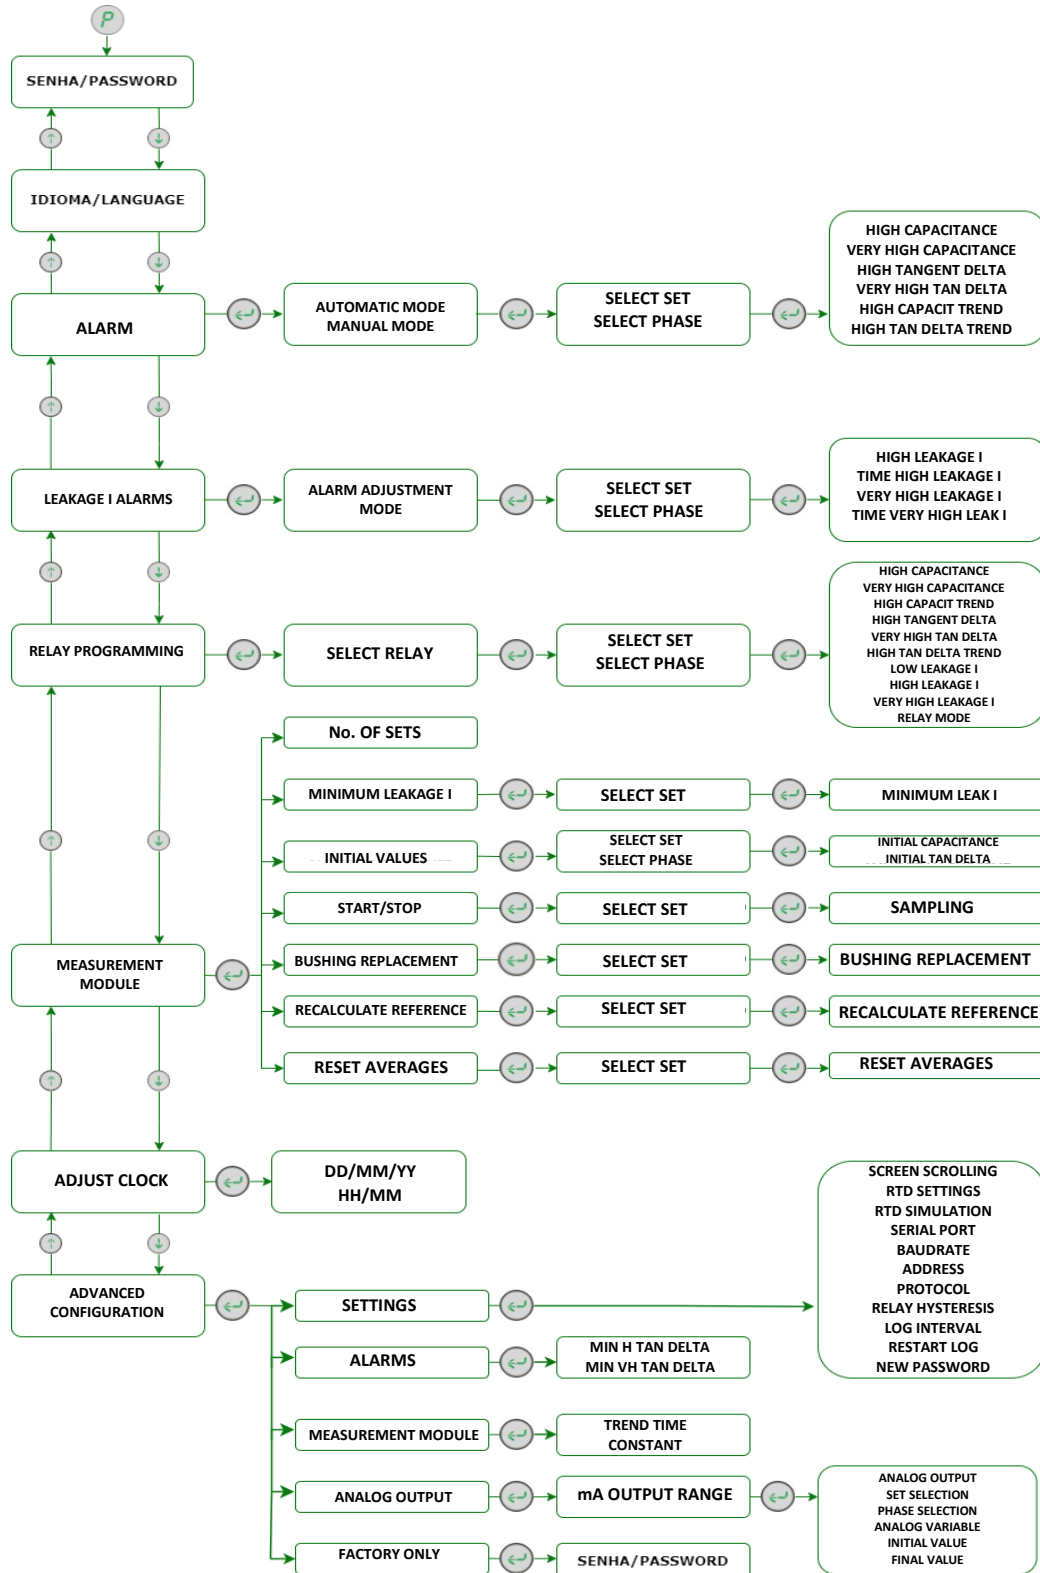 P
SENHA/PASSWORD
IDIOMA/LANGUAGE
ALARM
AUTOMATIC MODE
MANUAL MODE
SELECT SET
SELECT PHASE
HIGH CAPACITANCE
VERY HIGH CAPACITANCE
HIGH TANGENT DELTA
VERY HIGH TAN DELTA
HIGH CAPACIT TREND
HIGH TAN DELTA TREND
LEAKAGE I ALARMS
ALARM ADJUSTMENT
MODE
SELECT SET
SELECT PHASE
HIGH LEAKAGE I
TIME HIGH LEAKAGE I
VERY HIGH LEAKAGE I
TIME VERY HIGH LEAK I
RELAY PROGRAMMING
SELECT RELAY
SELECT SET
SELECT PHASE
HIGH CAPACITANCE
VERY HIGH CAPACITANCE
HIGH CAPACIT TREND
HIGH TANGENT DELTA
VERY HIGH TAN DELTA
HIGH TAN DELTA TREND
LOW LEAKAGE I
HIGH LEAKAGE I
VERY HIGH LEAKAGE I
RELAY MODE
MEASUREMENT
MODULE
No. OF SETS
MINIMUM LEAKAGE I
SELECT SET
MINIMUM LEAK I
INITIAL VALUES
SELECT SET
SELECT PHASE
INITIAL CAPACITANCE
INITIAL TAN DELTA
START/STOP
SELECT SET
SAMPLING
BUSHING REPLACEMENT
SELECT SET
BUSHING REPLACEMENT
RECALCULATE REFERENCE
SELECT SET
RECALCULATE REFERENCE
RESET AVERAGES
SELECT SET
RESET AVERAGES
ADJUST CLOCK
DD/MM/YY
HH/MM
ADVANCED
CONFIGURATION
SETTINGS
SCREEN SCROLLING
RTD SETTINGS
RTD SIMULATION
SERIAL PORT
BAUDRATE
ADDRESS
PROTOCOL
RELAY HYSTERESIS
LOG INTERVAL
RESTART LOG
NEW PASSWORD
ALARMS
MIN H TAN DELTA
MIN VH TAN DELTA
MEASUREMENT MODULE
TREND TIME
CONSTANT
ANALOG OUTPUT
mA OUTPUT RANGE
ANALOG OUTPUT
SET SELECTION
PHASE SELECTION
ANALOG VARIABLE
INITIAL VALUE
FINAL VALUE
FACTORY ONLY
SENHA/PASSWORD